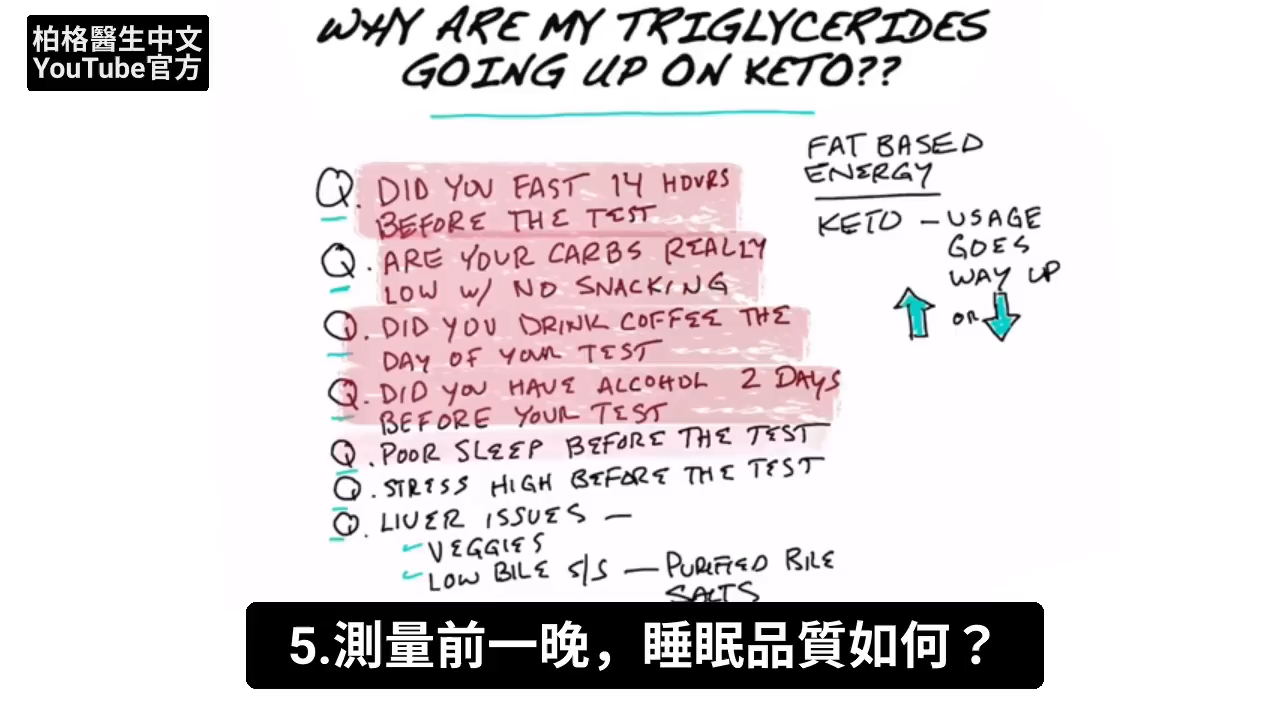 柏格醫生中文
YouTube官方
WHY ARE MY TRIGLYCERIDES
GOING UP ON KETO??
Q. DID YOU FAST 14 HOURS
BEFORE THE TEST
Q. ARE YOUR CARBS REALLY
LOW W/ NO SNACKING
Q. DID YOU DRINK COFFEE THE
DAY OF YOUR TEST
Q. DID YOU HAVE ALCOHOL 2 DAYS
BEFORE YOUR TEST
Q. POOR SLEEP BEFORE THE TEST
Q. STRESS HIGH BEFORE THE TEST
Q. LIVER ISSUES —
VEGGIES
LOW BILE S/S — PURIFIED BILE
SALTS
FAT BASED
ENERGY
KETO — USAGE
GOES
WAY UP
OR
5.測量前一晚，睡眠品質如何？